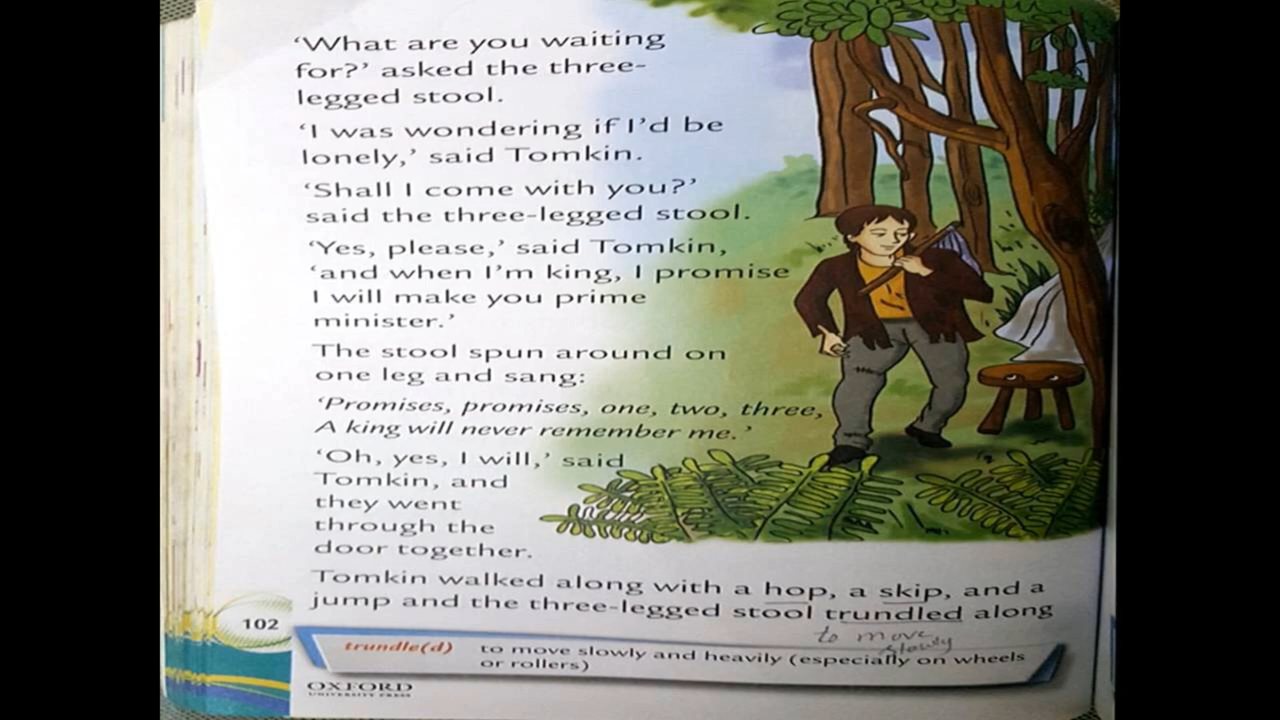 ‘What are you waiting
for?’ asked the three-
legged stool.
‘I was wondering if I’d be
lonely,’ said Tomkin.
‘Shall I come with you?’
said the three-legged stool.
‘Yes, please,’ said Tomkin,
‘and when I’m king, I promise
I will make you prime
minister.’
The stool spun around on
one leg and sang:
‘Promises, promises, one, two, three,
A king will never remember me.’
‘Oh, yes, I will,’ said
Tomkin, and
they went
through the
door together.
Tomkin walked along with a hop, a skip, and a
jump and the three-legged stool trundled along
to move
slowly
102
trundle(d) to move slowly and heavily (especially on wheels
or rollers)
OXFORD
UNIVERSITY PRESS